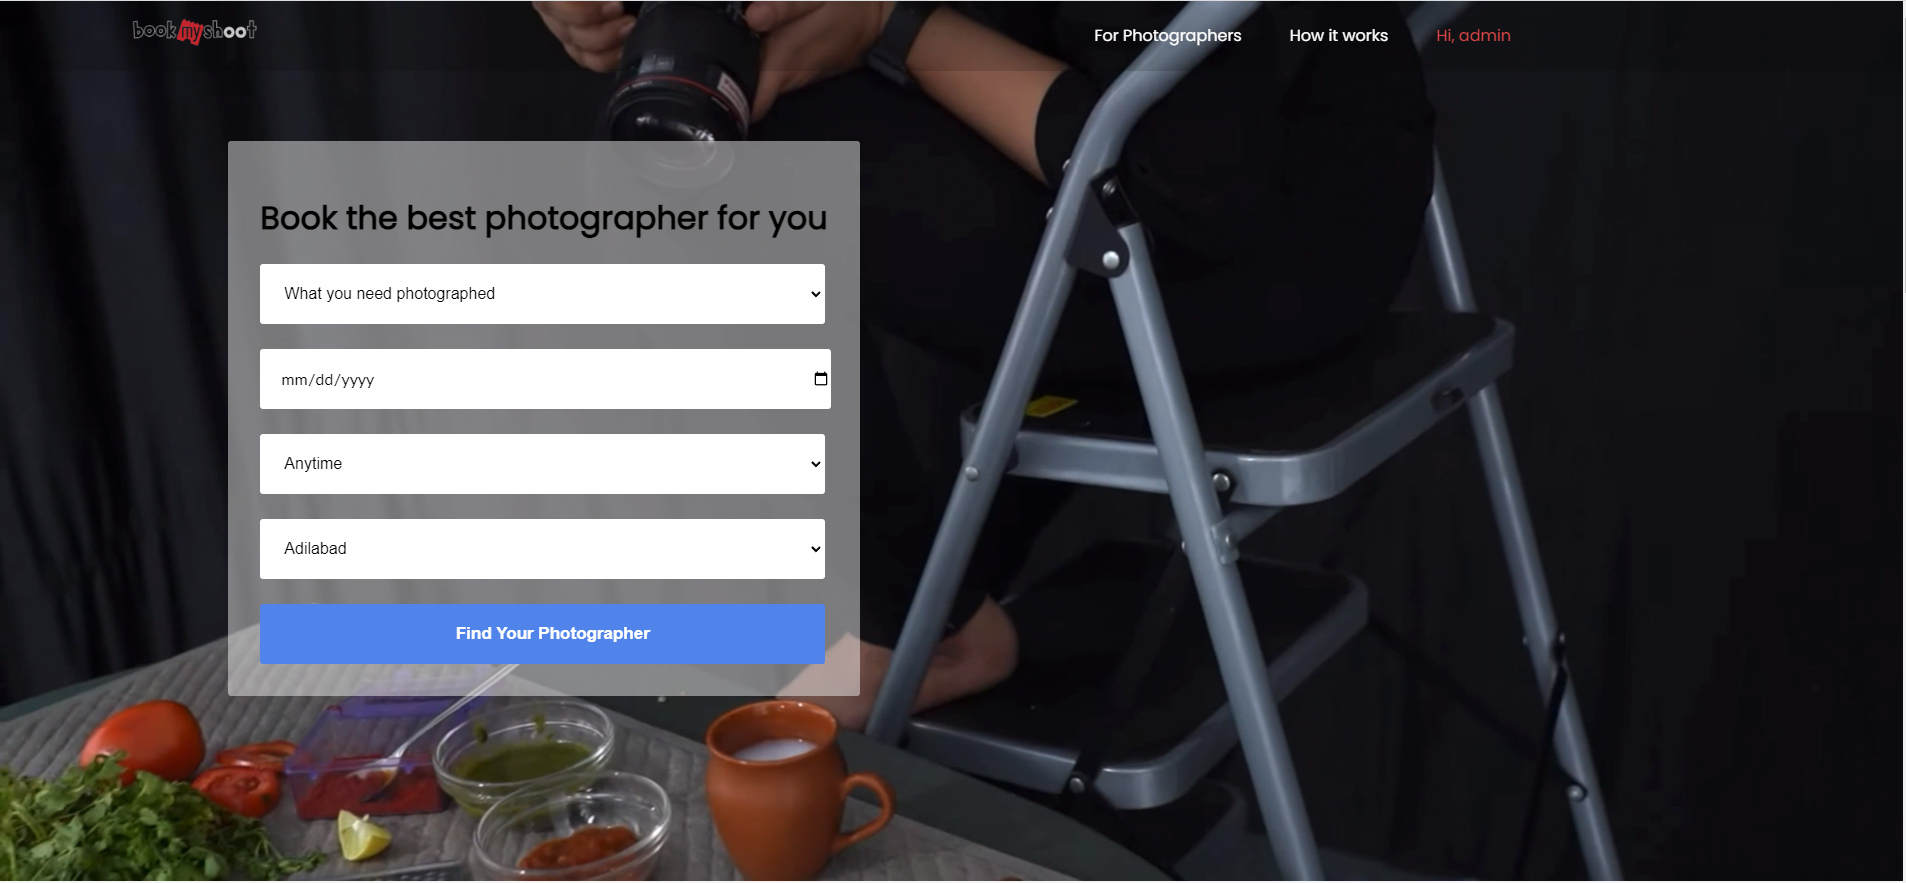 bookmyshoot
For Photographers
How it works
Hi, admin
Book the best photographer for you
What you need photographed
mm/dd/yyyy
Anytime
Adilabad
Find Your Photographer